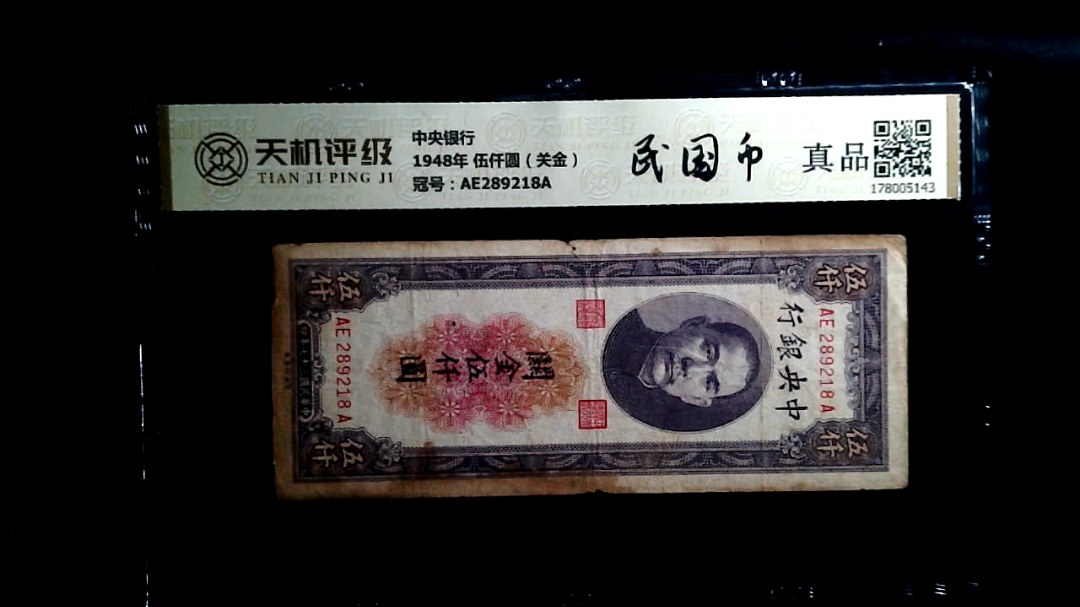 天机评级
TIAN JI PING JI
中央银行
1948年 伍仟圆（关金）
冠号：AE289218A
民国币
真品
178005143
中央銀行
AE289218A
伍仟
伍仟
關金伍仟圓
AE289218A
伍仟
伍仟